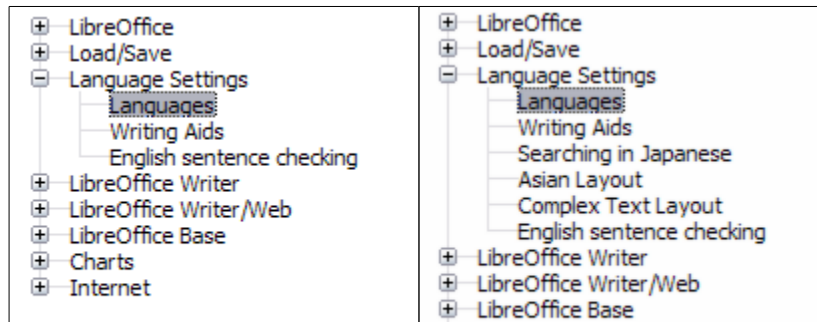 LibreOffice
Load/Save
Language Settings
Languages
Writing Aids
English sentence checking
LibreOffice Writer
LibreOffice Writer/Web
LibreOffice Base
Charts
Internet
LibreOffice
Load/Save
Language Settings
Languages
Writing Aids
Searching in Japanese
Asian Layout
Complex Text Layout
English sentence checking
LibreOffice Writer
LibreOffice Writer/Web
LibreOffice Base